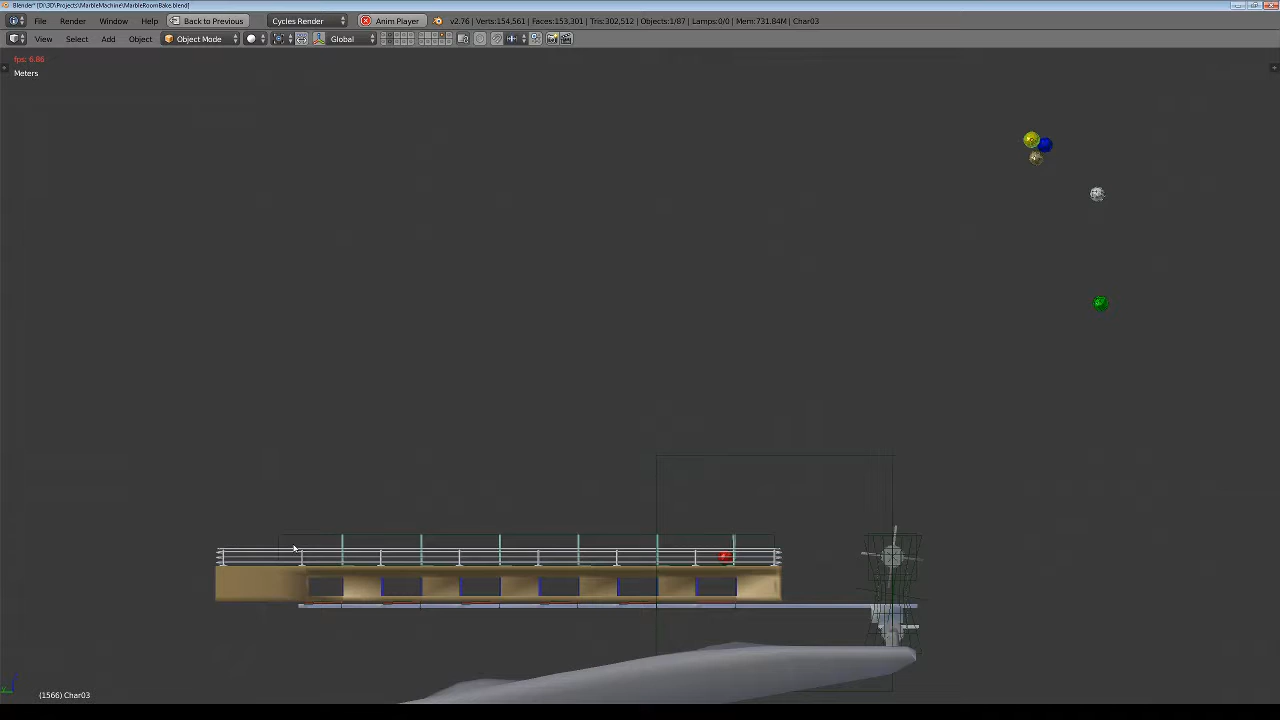 Blender* [D:\3D\Projects\MarbleMachine\MarbleRoomBake.blend]
File Render Window Help Back to Previous Cycles Render Anim Player v2.76 | Verts:154,561 | Faces:153,301 | Tris:302,512 | Objects:1/87 | Lamps:0/0 | Mem:731.84M | Char03
View Select Add Object Object Mode Global
fps: 6.86
Meters
(1566) Char03